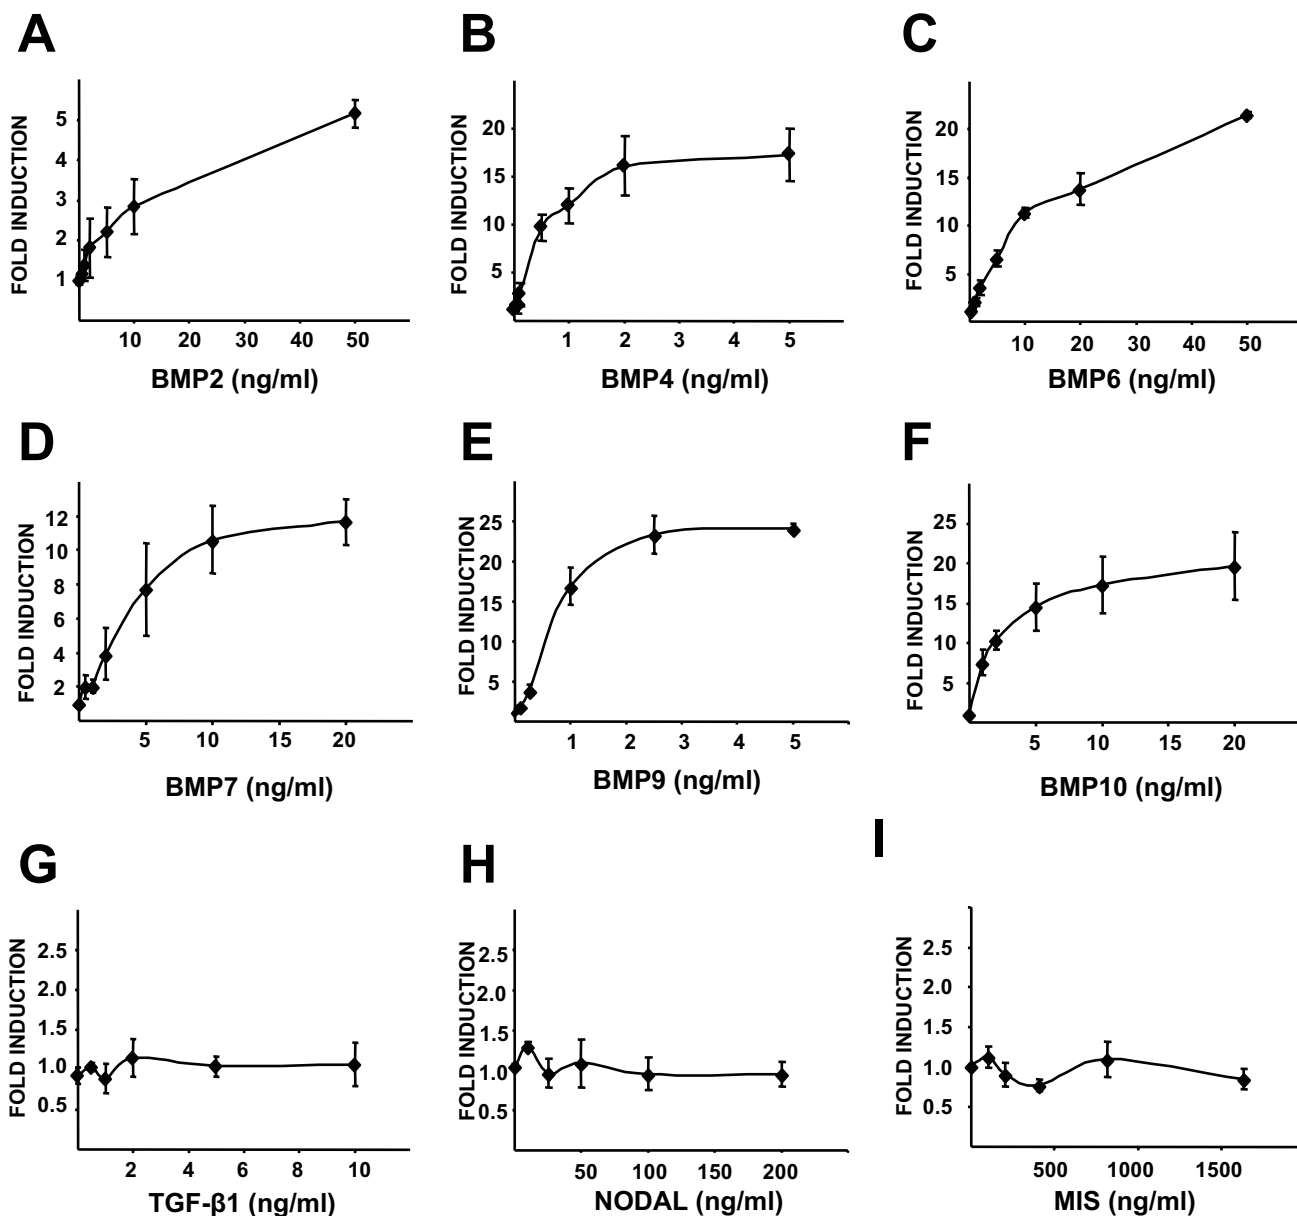 A
FOLD INDUCTION
5
4
3
2
1
10 20 30 40 50
BMP2 (ng/ml)
B
FOLD INDUCTION
20
15
10
5
1 2 3 4 5
BMP4 (ng/ml)
C
FOLD INDUCTION
20
15
10
5
10 20 30 40 50
BMP6 (ng/ml)
D
FOLD INDUCTION
12
10
8
6
4
2
5 10 15 20
BMP7 (ng/ml)
E
FOLD INDUCTION
25
20
15
10
5
1 2 3 4 5
BMP9 (ng/ml)
F
FOLD INDUCTION
25
20
15
10
5
5 10 15 20
BMP10 (ng/ml)
G
FOLD INDUCTION
2.5
2.0
1.5
1.0
0.5
2 4 6 8 10
TGF-β1 (ng/ml)
H
FOLD INDUCTION
2.5
2.0
1.5
1.0
0.5
50 100 150 200
NODAL (ng/ml)
I
FOLD INDUCTION
2.5
2.0
1.5
1.0
0.5
500 1000 1500
MIS (ng/ml)